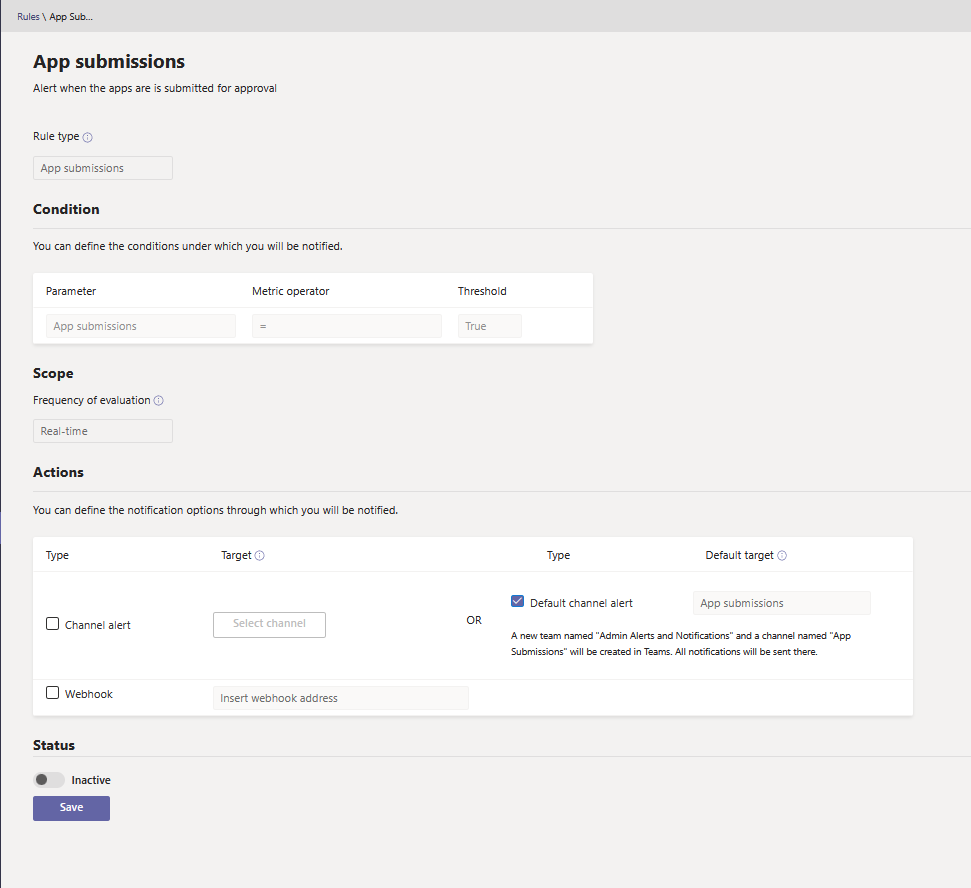 Rules \ App Sub...
App submissions
Alert when the apps are is submitted for approval
Rule type
App submissions
Condition
You can define the conditions under which you will be notified.
Parameter Metric operator Threshold
App submissions = True
Scope
Frequency of evaluation
Real-time
Actions
You can define the notification options through which you will be notified.
Type Target Type Default target
Channel alert Select channel OR Default channel alert App submissions
A new team named "Admin Alerts and Notifications" and a channel named "App
Submissions" will be created in Teams. All notifications will be sent there.
Webhook Insert webhook address
Status
Inactive
Save